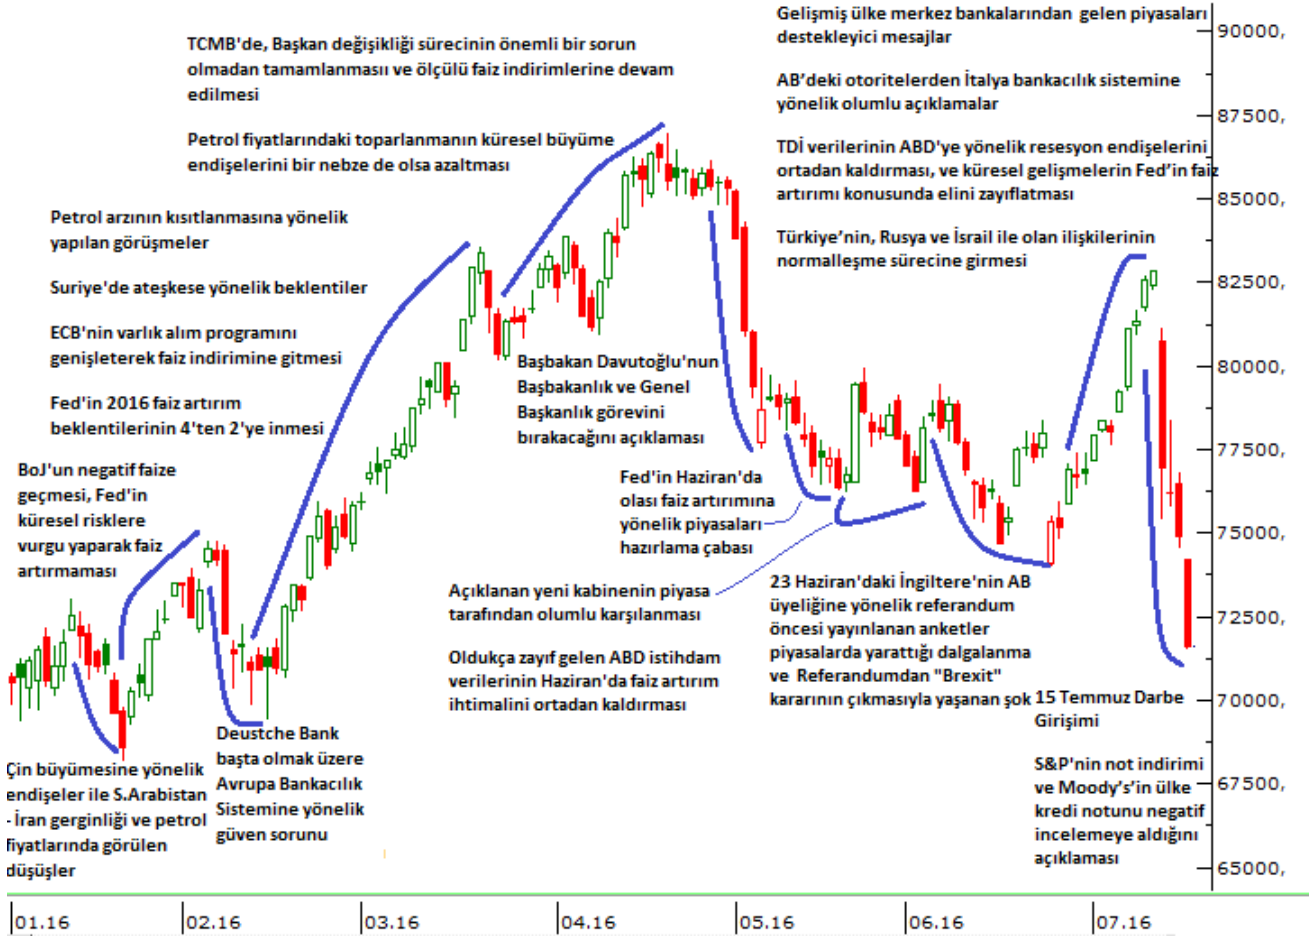 TCMB'de, Başkan değişikliği sürecinin önemli bir sorun
olmadan tamamlanmasıı ve ölçülü faiz indirimlerine devam
edilmesi
Petrol fiyatlarındaki toparlanmanın küresel büyüme
endişelerini bir nebze de olsa azaltması
Petrol arzının kısıtlanmasına yönelik
yapılan görüşmeler
Suriye'de ateşkese yönelik beklentiler
ECB'nin varlık alım programını
genişleterek faiz indirimine gitmesi
Fed'in 2016 faiz artırım
beklentilerinin 4'ten 2'ye inmesi
BoJ'un negatif faize
geçmesi, Fed'in
küresel risklere
vurgu yaparak faiz
artırmaması
Çin büyümesine yönelik
endişeler ile S.Arabistan
- İran gerginliği ve petrol
fiyatlarında görülen
düşüşler
Deustche Bank
başta olmak üzere
Avrupa Bankacılık
Sistemine yönelik
güven sorunu
Başbakan Davutoğlu'nun
Başbakanlık ve Genel
Başkanlık görevini
bırakacağını açıklaması
Fed'in Haziran'da
olası faiz artırımına
yönelik piyasaları
hazırlama çabası
Açıklanan yeni kabinenin piyasa
tarafından olumlu karşılanması
Oldukça zayıf gelen ABD istihdam
verilerinin Haziran'da faiz artırım
ihtimalini ortadan kaldırması
23 Haziran'daki İngiltere'nin AB
üyeliğine yönelik referandum
öncesi yayınlanan anketler
piyasalarda yarattığı dalgalanma
ve Referandumdan "Brexit"
kararının çıkmasıyla yaşanan şok
Gelişmiş ülke merkez bankalarından gelen piyasaları
destekleyici mesajlar
AB'deki otoritelerden İtalya bankacılık sistemine
yönelik olumlu açıklamalar
TDİ verilerinin ABD'ye yönelik resesyon endişelerini
ortadan kaldırması, ve küresel gelişmelerin Fed'in faiz
artırımı konusunda elini zayıflatması
Türkiye'nin, Rusya ve İsrail ile olan ilişkilerinin
normalleşme sürecine girmesi
15 Temmuz Darbe
Girişimi
S&P'nin not indirimi
ve Moody's'in ülke
kredi notunu negatif
incelemeye aldığını
açıklaması
90000,
87500,
85000,
82500,
80000,
77500,
75000,
72500,
70000,
67500,
65000,
01.16
02.16
03.16
04.16
05.16
06.16
07.16